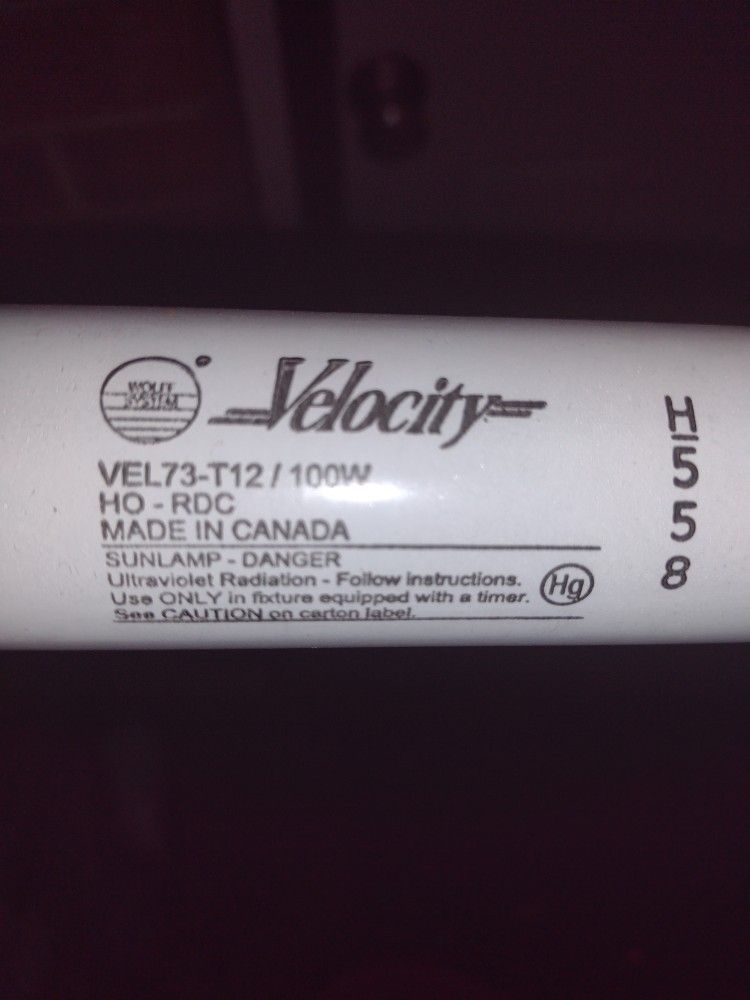 WOLFF
SYSTEM
Velocity
VEL73-T12 / 100W
HO - RDC
MADE IN CANADA
SUNLAMP - DANGER
Ultraviolet Radiation - Follow instructions.
Use ONLY in fixture equipped with a timer.
See CAUTION on carton label.
Hg
H
5
5
8